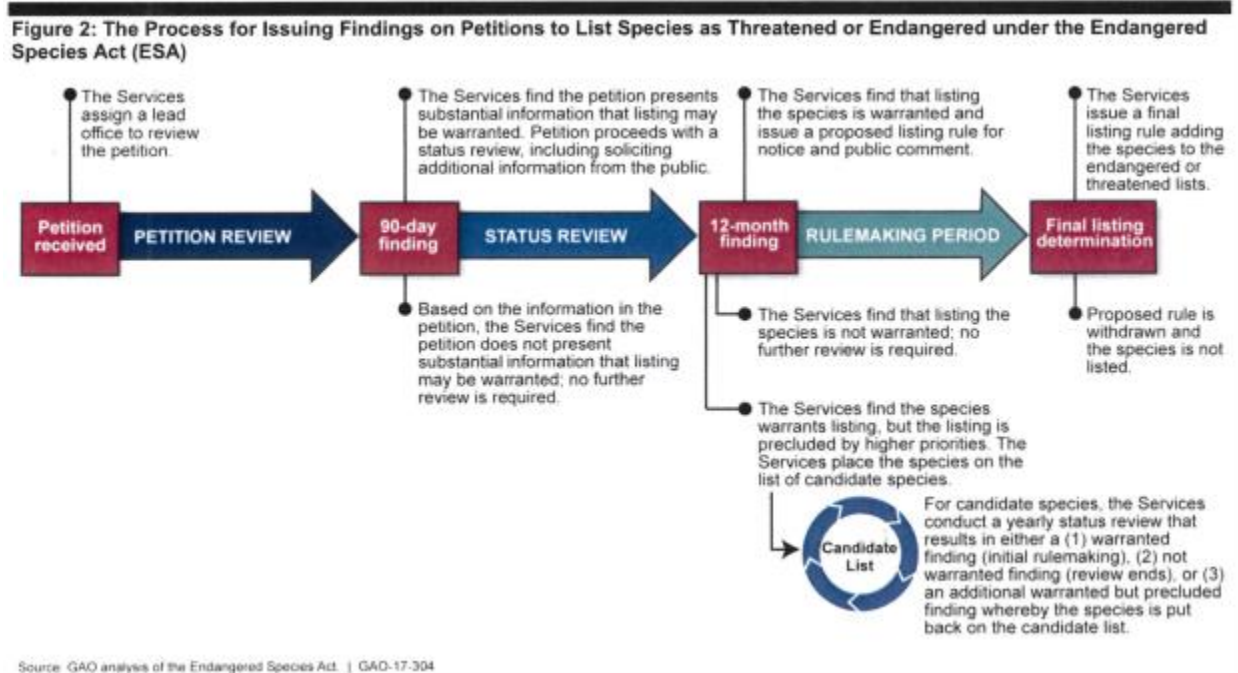 Figure 2: The Process for Issuing Findings on Petitions to List Species as Threatened or Endangered under the Endangered
Species Act (ESA)
The Services
assign a lead
office to review
the petition.
The Services find the petition presents
substantial information that listing may
be warranted. Petition proceeds with a
status review, including soliciting
additional information from the public.
The Services find that listing
the species is warranted and
issue a proposed listing rule for
notice and public comment.
The Services
issue a final
listing rule adding
the species to the
endangered or
threatened lists.
Petition
received
PETITION REVIEW
90-day
finding
STATUS REVIEW
12-month
finding
RULEMAKING PERIOD
Final listing
determination
Based on the information in the
petition, the Services find the
petition does not present
substantial information that listing
may be warranted; no further
review is required.
The Services find that listing the
species is not warranted; no
further review is required.
Proposed rule is
withdrawn and
the species is not
listed.
The Services find the species
warrants listing, but the listing is
precluded by higher priorities. The
Services place the species on the
list of candidate species.
Candidate
List
For candidate species, the Services
conduct a yearly status review that
results in either a (1) warranted
finding (initial rulemaking), (2) not
warranted finding (review ends), or (3)
an additional warranted but precluded
finding whereby the species is put
back on the candidate list.
Source: GAO analysis of the Endangered Species Act. | GAO-17-304